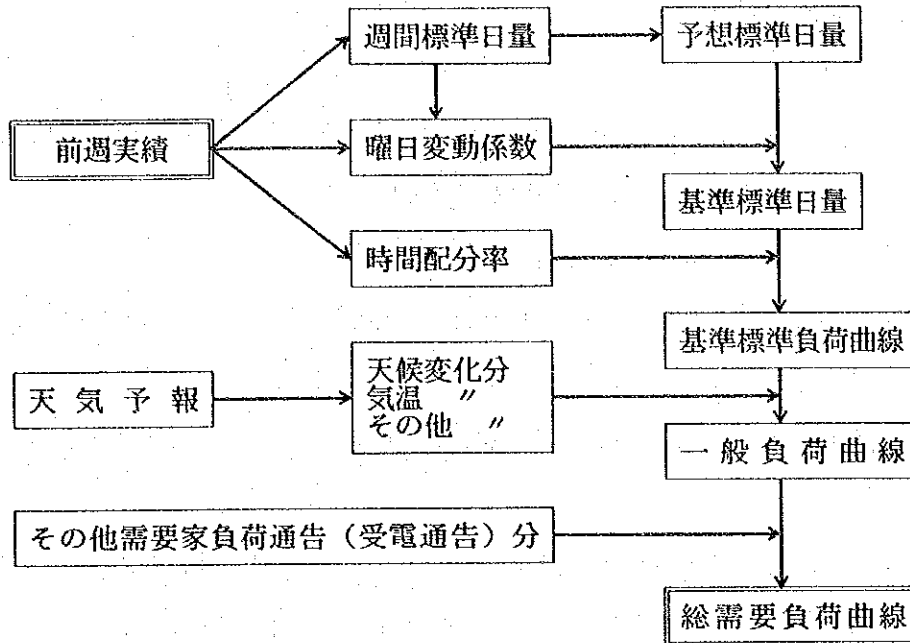 週間標準日量
予想標準日量
前週実績
曜日変動係数
基準標準日量
時間配分率
基準標準負荷曲線
天気予報
天候変化分
気温 〃
その他 〃
一般負荷曲線
その他需要家負荷通告（受電通告）分
総需要負荷曲線